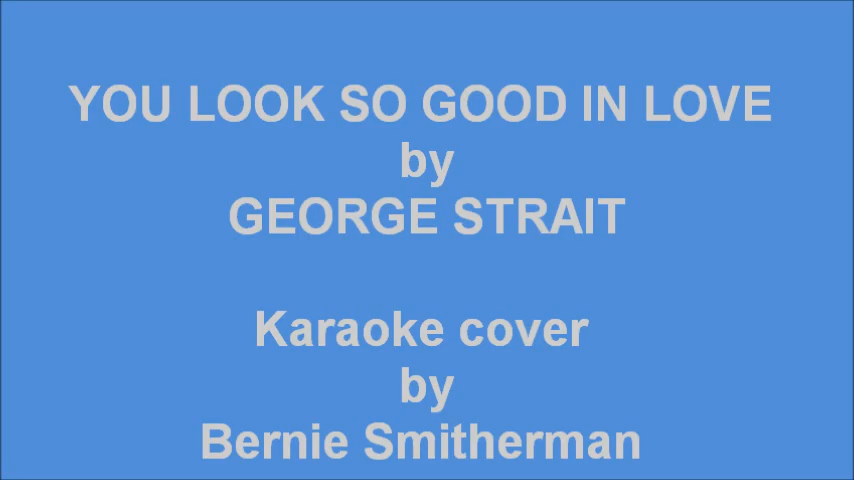 YOU LOOK SO GOOD IN LOVE
by
GEORGE STRAIT
Karaoke cover
by
Bernie Smitherman